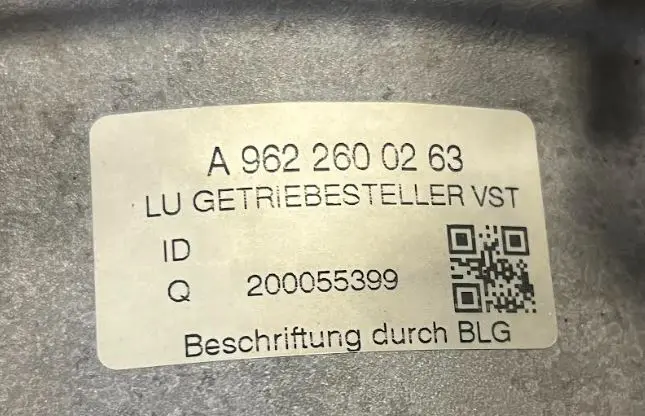 A 962 260 02 63
LU GETRIEBESTELLER VST
ID
Q 200055399
Beschriftung durch BLG